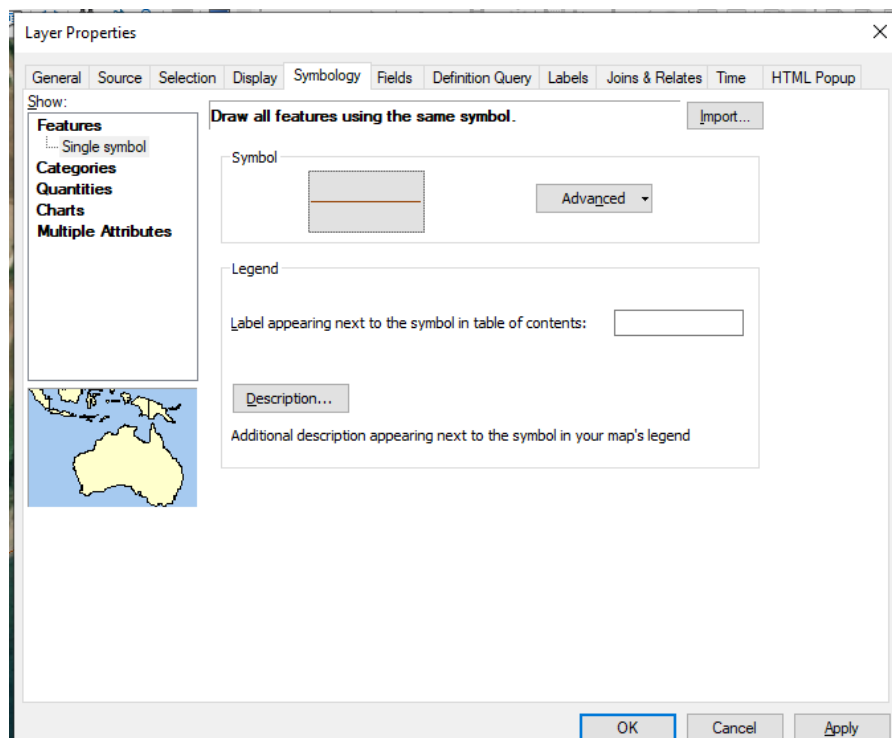 Layer Properties
General Source Selection Display Symbology Fields Definition Query Labels Joins & Relates Time HTML Popup
Show:
Features
Single symbol
Categories
Quantities
Charts
Multiple Attributes
Draw all features using the same symbol.
Import...
Symbol
Advanced
Legend
Label appearing next to the symbol in table of contents:
Description...
Additional description appearing next to the symbol in your map's legend
OK Cancel Apply